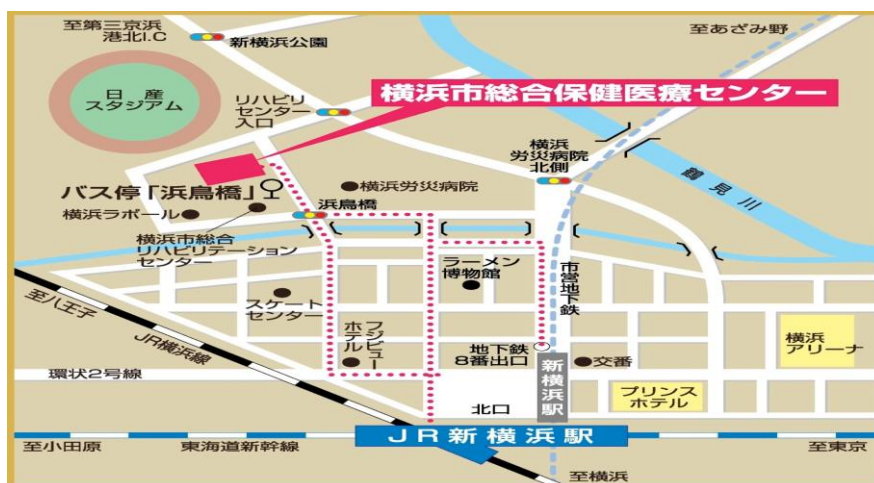 至第三京浜
港北I.C
新横浜公園
至あざみ野
日産
スタジアム
リハビリ
センター
入口
横浜市総合保健医療センター
横浜
労災病院
北側
鶴見川
バス停「浜鳥橋」
横浜労災病院
浜鳥橋
横浜ラポール
横浜市総合
リハビリテーション
センター
ラーメン
博物館
市営地下鉄
至八王子
スケート
センター
JR横浜線
フジビュー
ホテル
地下鉄
8番出口
交番
横浜
アリーナ
環状2号線
新横浜駅
プリンス
ホテル
北口
JR新横浜駅
至小田原
東海道新幹線
至東京
至横浜